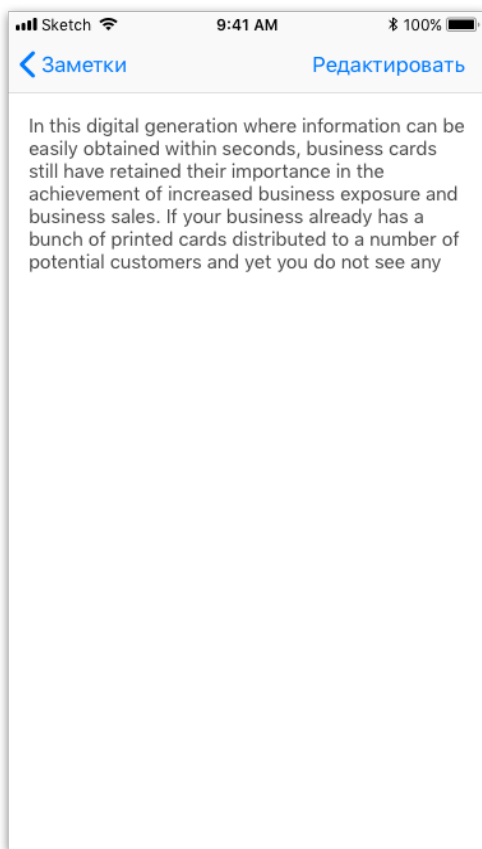 Sketch 9:41 AM 100%
Заметки Редактировать
In this digital generation where information can be
easily obtained within seconds, business cards
still have retained their importance in the
achievement of increased business exposure and
business sales. If your business already has a
bunch of printed cards distributed to a number of
potential customers and yet you do not see any